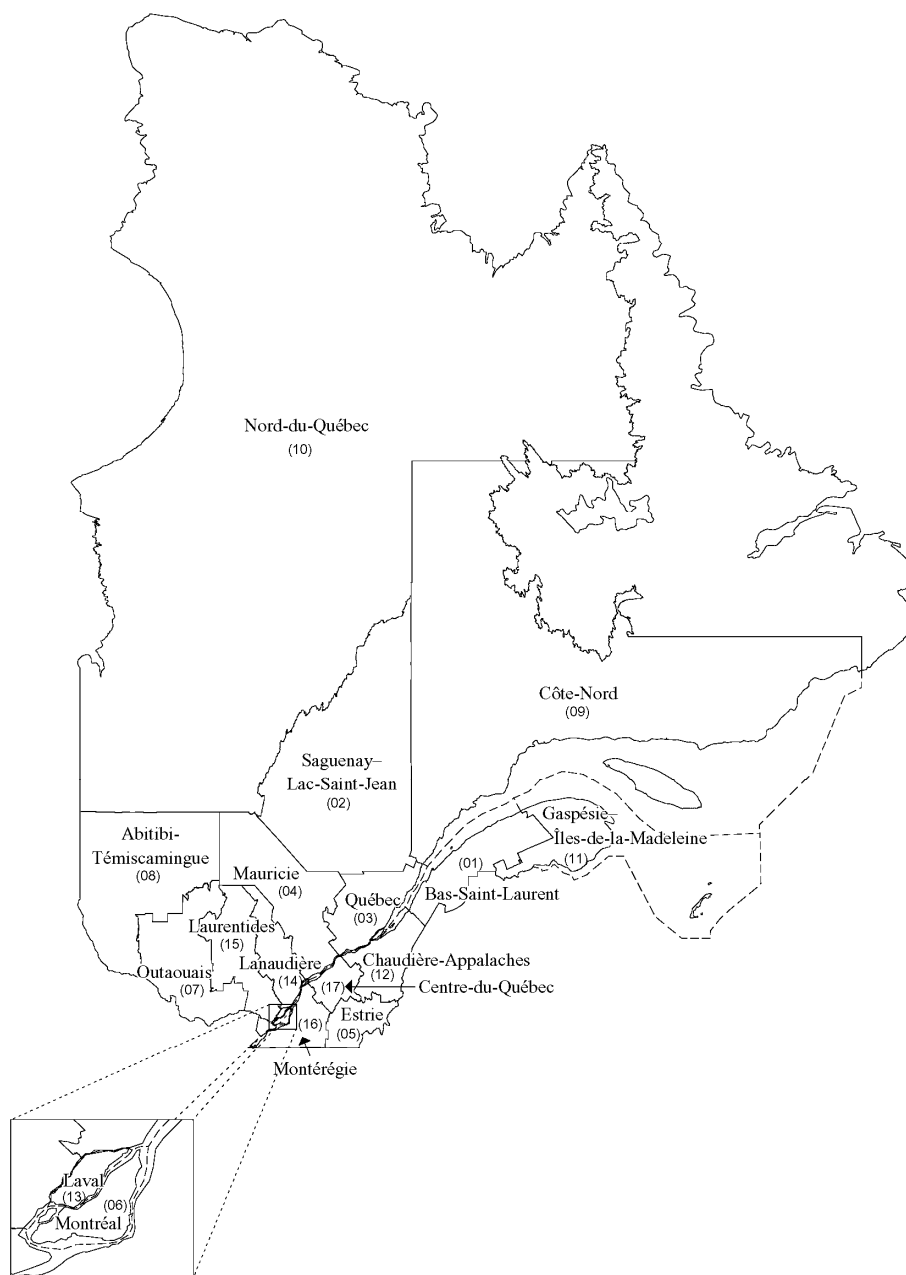 Nord-du-Québec
(10)
Côte-Nord
(09)
Saguenay–
Lac-Saint-Jean
(02)
Gaspésie–
Îles-de-la-Madeleine
(11)
Abitibi-
Témiscamingue
(08)
Mauricie
(04)
(01)
Bas-Saint-Laurent
Québec
(03)
Laurentides
(15)
Lanaudière
(14)
Chaudière-Appalaches
(12)
Outaouais
(07)
(17)
Centre-du-Québec
(16)
Estrie
(05)
Montérégie
Laval
(13)
(06)
Montréal